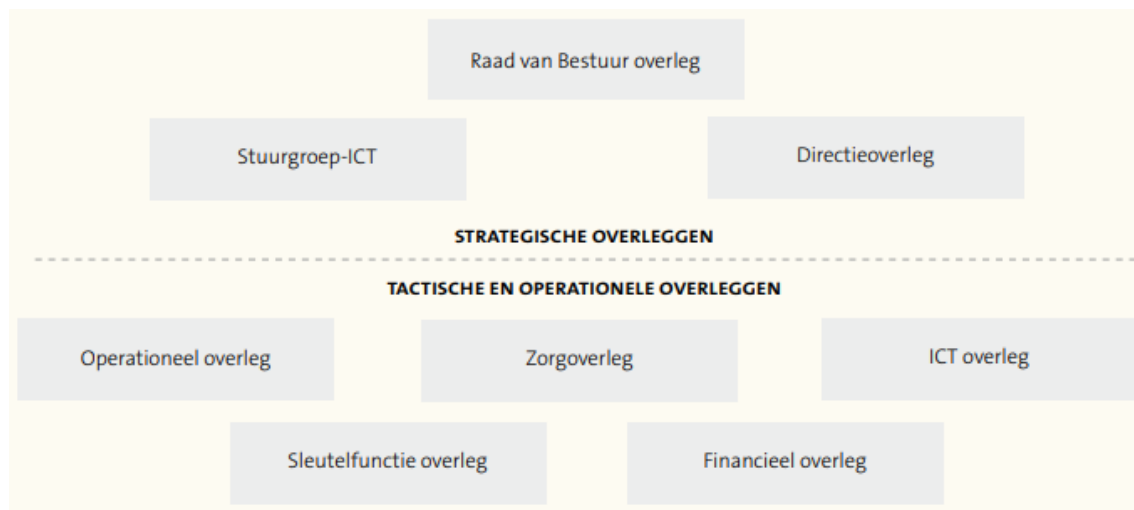 Raad van Bestuur overleg
Stuurgroep-ICT
Directieoverleg
STRATEGISCHE OVERLEGGEN
TACTISCHE EN OPERATIONELE OVERLEGGEN
Operationeel overleg
Zorgoverleg
ICT overleg
Sleutelfunctie overleg
Financieel overleg